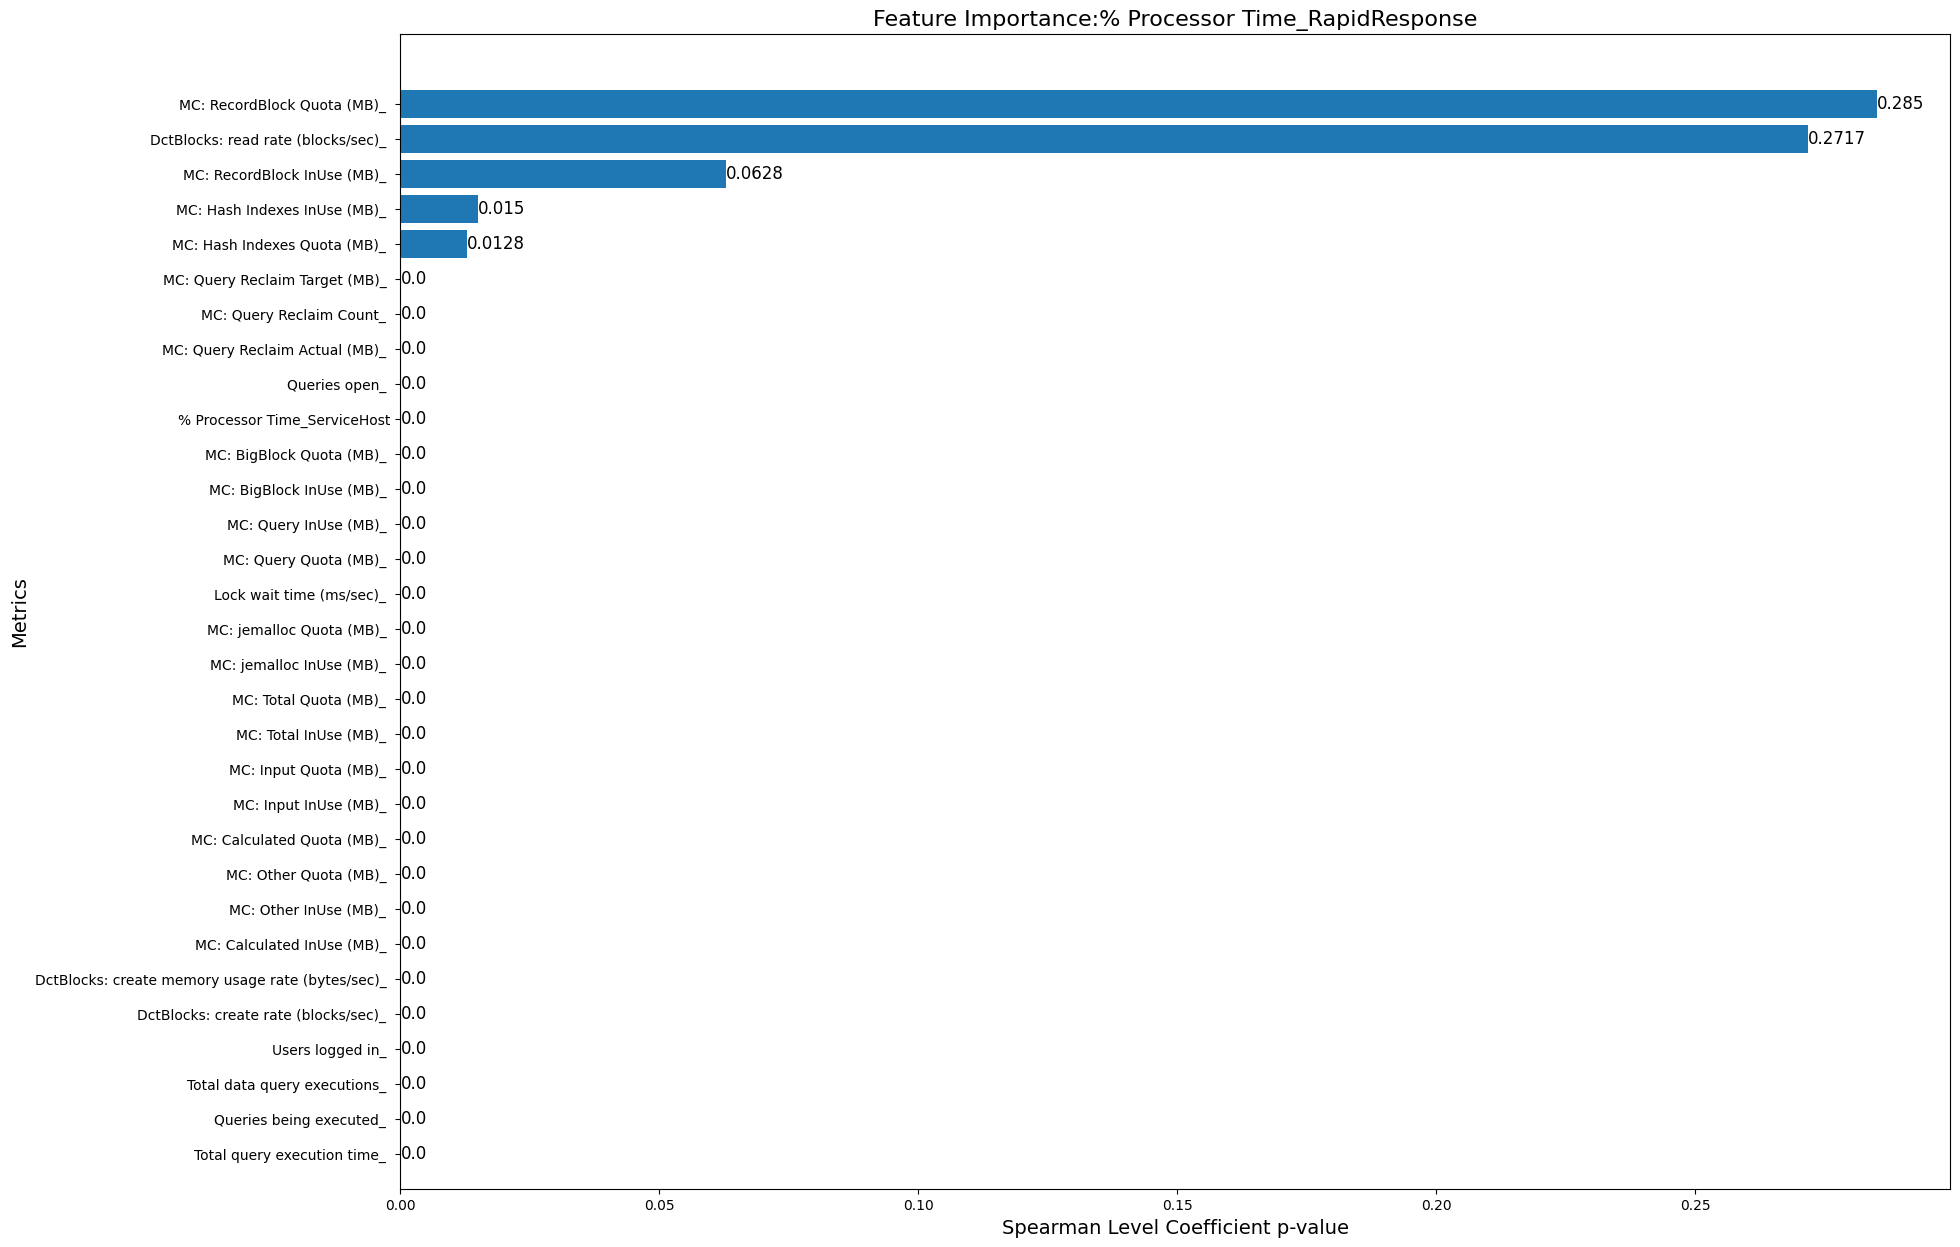 Feature Importance:% Processor Time_RapidResponse
MC: RecordBlock Quota (MB)_ 0.285
DctBlocks: read rate (blocks/sec)_ 0.2717
MC: RecordBlock InUse (MB)_ 0.0628
MC: Hash Indexes InUse (MB)_ 0.015
MC: Hash Indexes Quota (MB)_ 0.0128
MC: Query Reclaim Target (MB)_ 0.0
MC: Query Reclaim Count_ 0.0
MC: Query Reclaim Actual (MB)_ 0.0
Queries open_ 0.0
% Processor Time_ServiceHost 0.0
MC: BigBlock Quota (MB)_ 0.0
MC: BigBlock InUse (MB)_ 0.0
MC: Query InUse (MB)_ 0.0
MC: Query Quota (MB)_ 0.0
Lock wait time (ms/sec)_ 0.0
MC: jemalloc Quota (MB)_ 0.0
MC: jemalloc InUse (MB)_ 0.0
MC: Total Quota (MB)_ 0.0
MC: Total InUse (MB)_ 0.0
MC: Input Quota (MB)_ 0.0
MC: Input InUse (MB)_ 0.0
MC: Calculated Quota (MB)_ 0.0
MC: Other Quota (MB)_ 0.0
MC: Other InUse (MB)_ 0.0
MC: Calculated InUse (MB)_ 0.0
DctBlocks: create memory usage rate (bytes/sec)_ 0.0
DctBlocks: create rate (blocks/sec)_ 0.0
Users logged in_ 0.0
Total data query executions_ 0.0
Queries being executed_ 0.0
Total query execution time_ 0.0
Metrics
0.00 0.05 0.10 0.15 0.20 0.25
Spearman Level Coefficient p-value